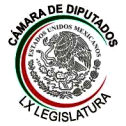 CÁMARA DE DIPUTADOS
ESTADOS UNIDOS MEXICANOS
LX LEGISLATURA